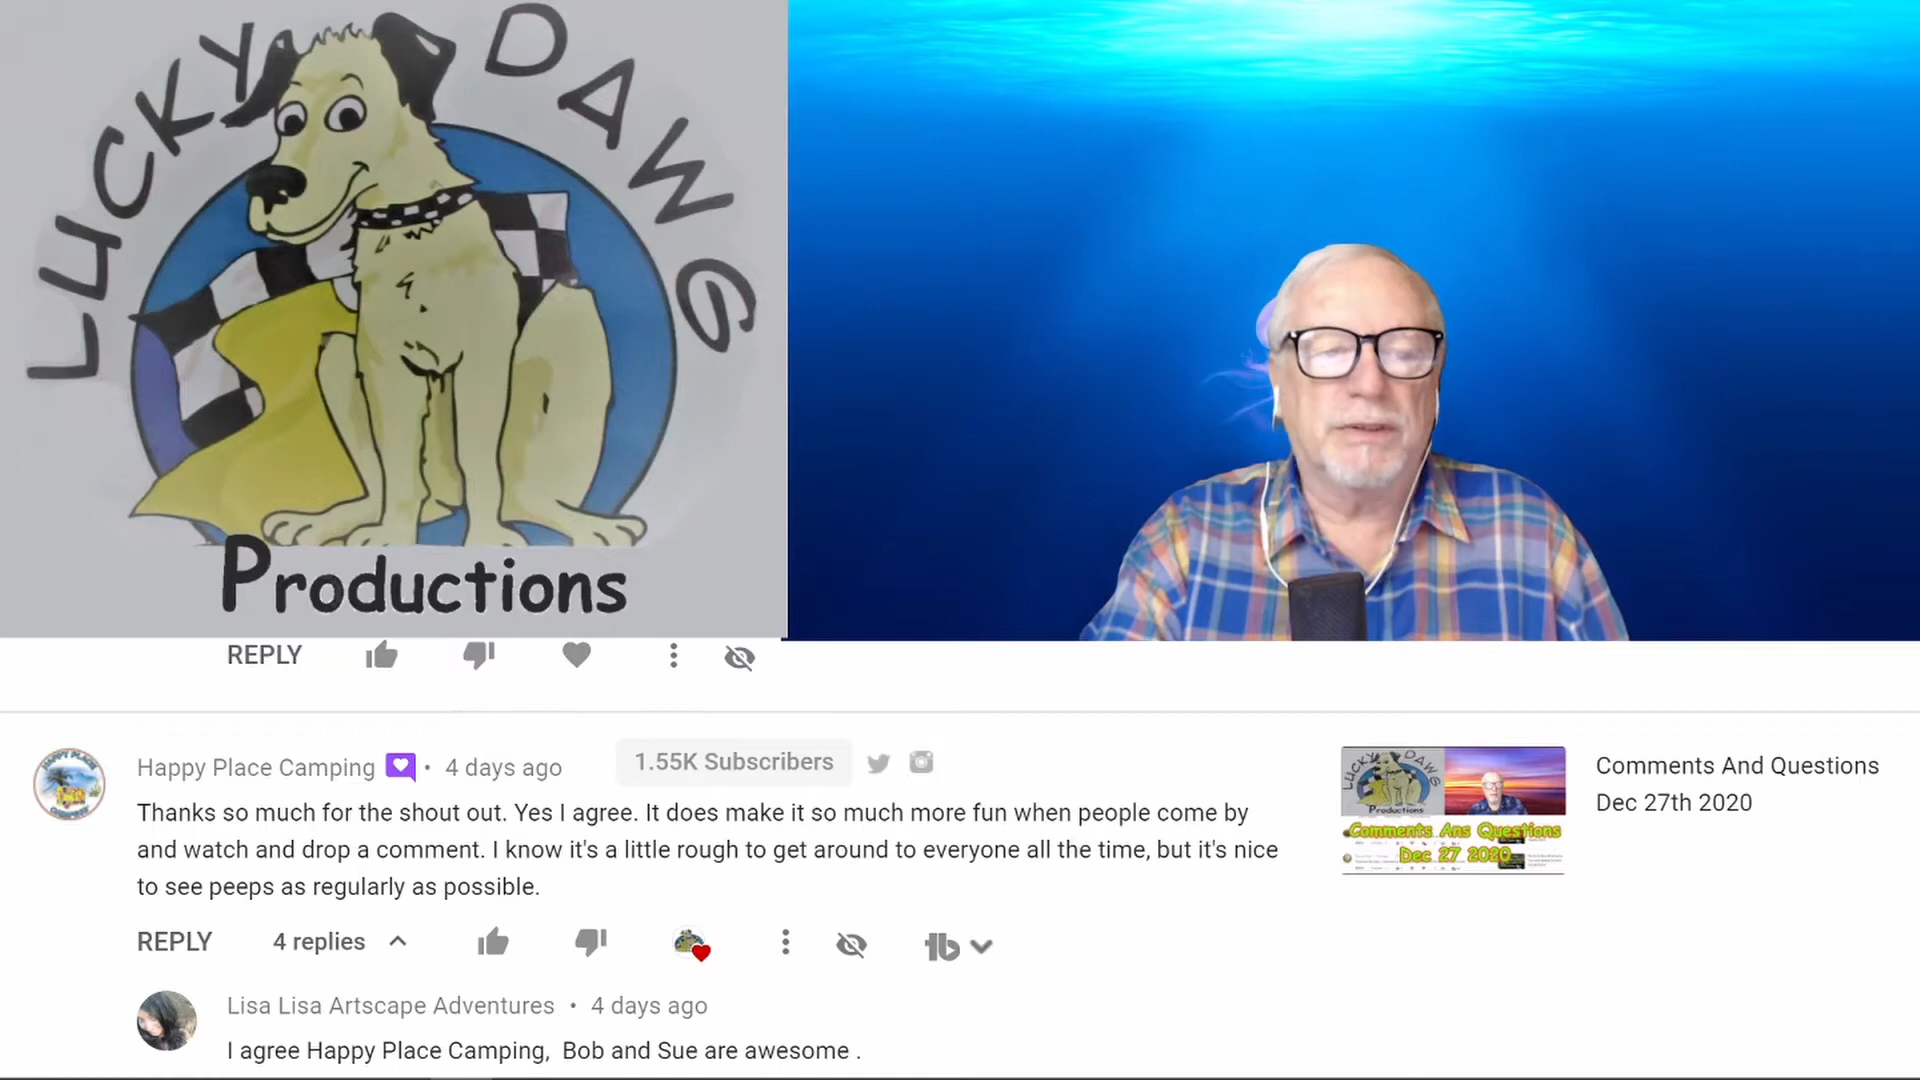 LUCKY DAWG
Productions
REPLY
Happy Place Camping • 4 days ago
1.55K Subscribers
Thanks so much for the shout out. Yes I agree. It does make it so much more fun when people come by
and watch and drop a comment. I know it's a little rough to get around to everyone all the time, but it's nice
to see peeps as regularly as possible.
LUCKY DAWG
Productions
Comments Ans Questions
Dec 27 2020
Comments And Questions
Dec 27th 2020
REPLY
4 replies
Lisa Lisa Artscape Adventures • 4 days ago
I agree Happy Place Camping,  Bob and Sue are awesome .